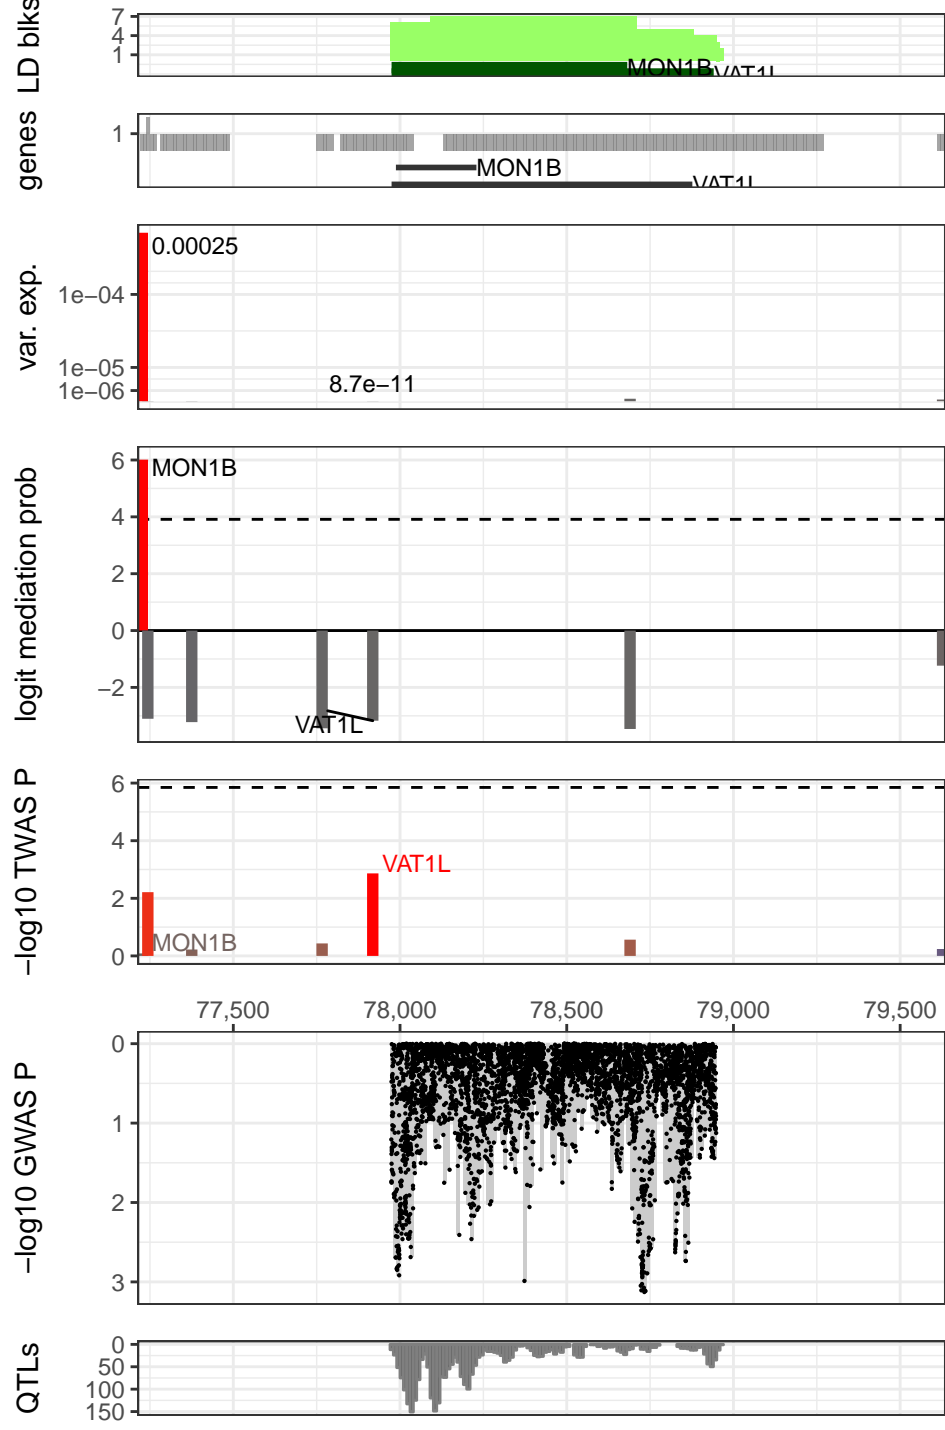 LD blks
7
4
1
MON1B
VAT1L
genes
1
MON1B
VAT1L
var. exp.
1e−04
1e−05
1e−06
0.00025
8.7e−11
logit mediation prob
6
4
2
0
−2
MON1B
VAT1L
−log10 TWAS P
6
4
2
0
VAT1L
MON1B
77,500 78,000 78,500 79,000 79,500
−log10 GWAS P
0
1
2
3
QTLs
0
50
100
150